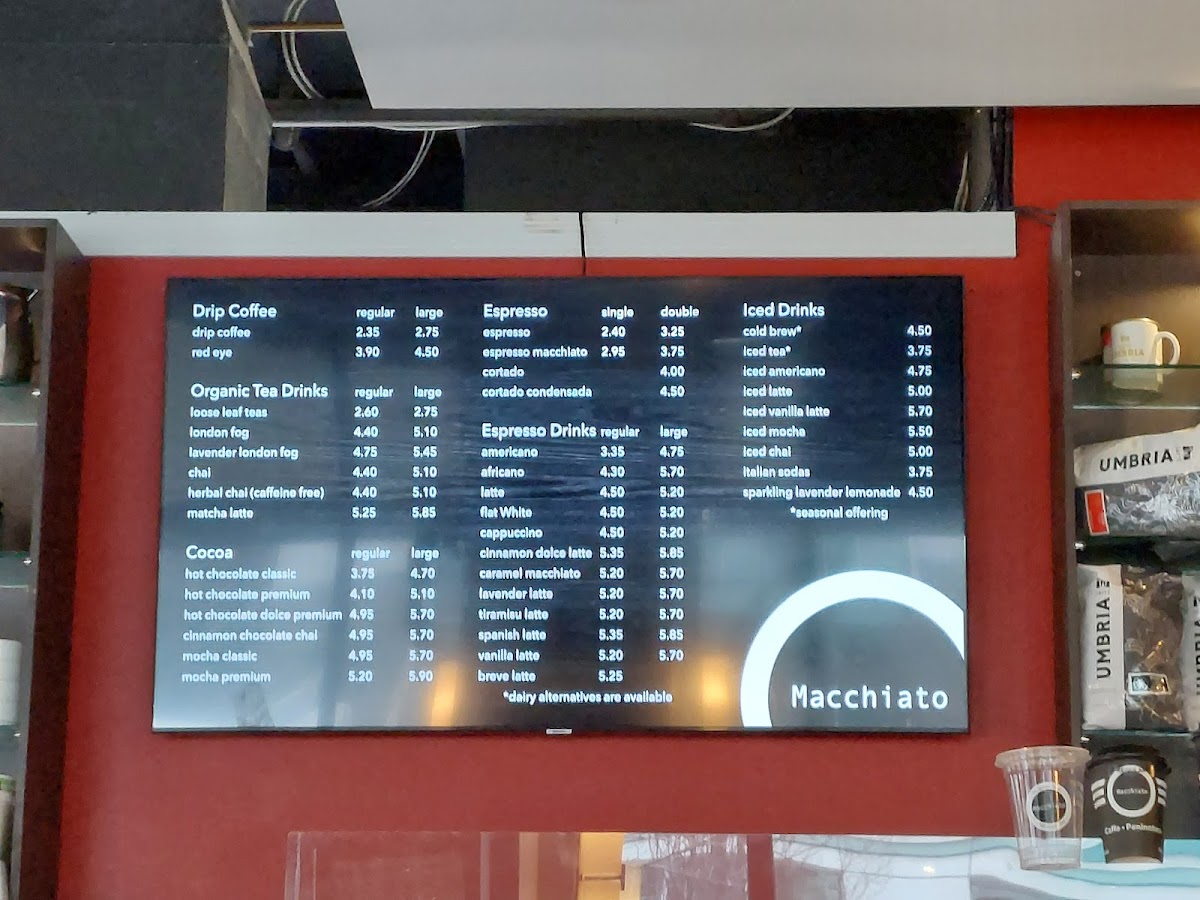 Drip Coffee regular large
drip coffee 2.35 2.75
red eye 3.90 4.50
Organic Tea Drinks regular large
loose leaf teas 2.60 2.75
london fog 4.40 5.10
lavender london fog 4.75 5.45
chai 4.40 5.10
herbal chai (caffeine free) 4.40 5.10
matcha latte 5.25 5.85
Cocoa regular large
hot chocolate classic 3.75 4.70
hot chocolate premium 4.10 5.10
hot chocolate dolce premium 4.95 5.70
cinnamon chocolate chai 4.95 5.70
mocha classic 4.95 5.70
mocha premium 5.20 5.90
Espresso single double
espresso 2.40 3.25
espresso macchiato 2.95 3.75
cortado 4.00
cortado condensada 4.50
Espresso Drinks regular large
americano 3.35 4.75
africano 4.30 5.70
latte 4.50 5.20
flat White 4.50 5.20
cappuccino 4.50 5.20
cinnamon dolce latte 5.35 5.85
caramel macchiato 5.20 5.70
lavender latte 5.20 5.70
tiramisu latte 5.20 5.70
spanish latte 5.35 5.85
vanilla latte 5.20 5.70
breve latte 5.25
*dairy alternatives are available
Iced Drinks
cold brew* 4.50
iced tea* 3.75
iced americano 4.75
iced latte 5.00
iced vanilla latte 5.70
iced mocha 5.50
iced chai 5.00
italian sodas 3.75
sparkling lavender lemonade 4.50
*seasonal offering
Macchiato
UMBRIA
UMBRIA
Macchiato
Macchiato